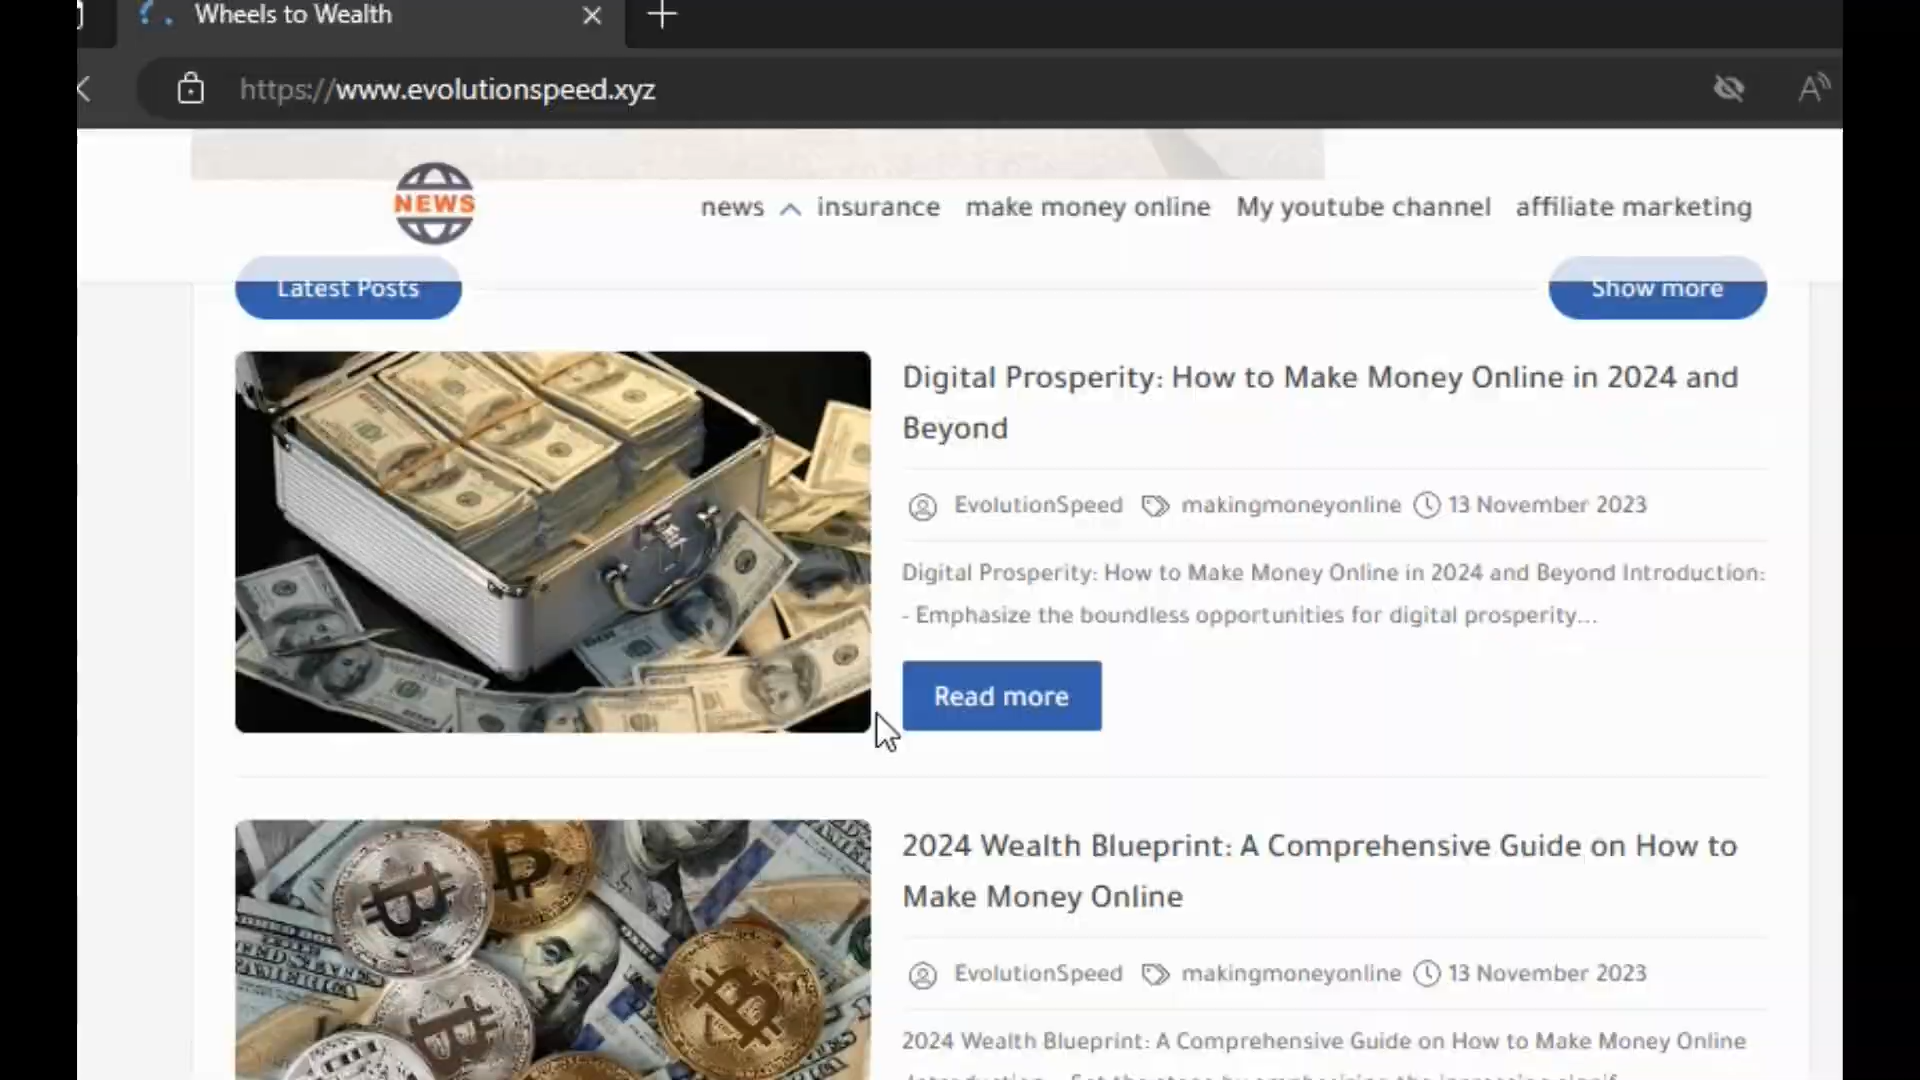 Wheels to Wealth
https://www.evolutionspeed.xyz
NEWS
news insurance make money online My youtube channel affiliate marketing
Latest Posts
Show more
Digital Prosperity: How to Make Money Online in 2024 and
Beyond
EvolutionSpeed makingmoneyonline 13 November 2023
Digital Prosperity: How to Make Money Online in 2024 and Beyond Introduction:
- Emphasize the boundless opportunities for digital prosperity...
Read more
2024 Wealth Blueprint: A Comprehensive Guide on How to
Make Money Online
EvolutionSpeed makingmoneyonline 13 November 2023
2024 Wealth Blueprint: A Comprehensive Guide on How to Make Money Online